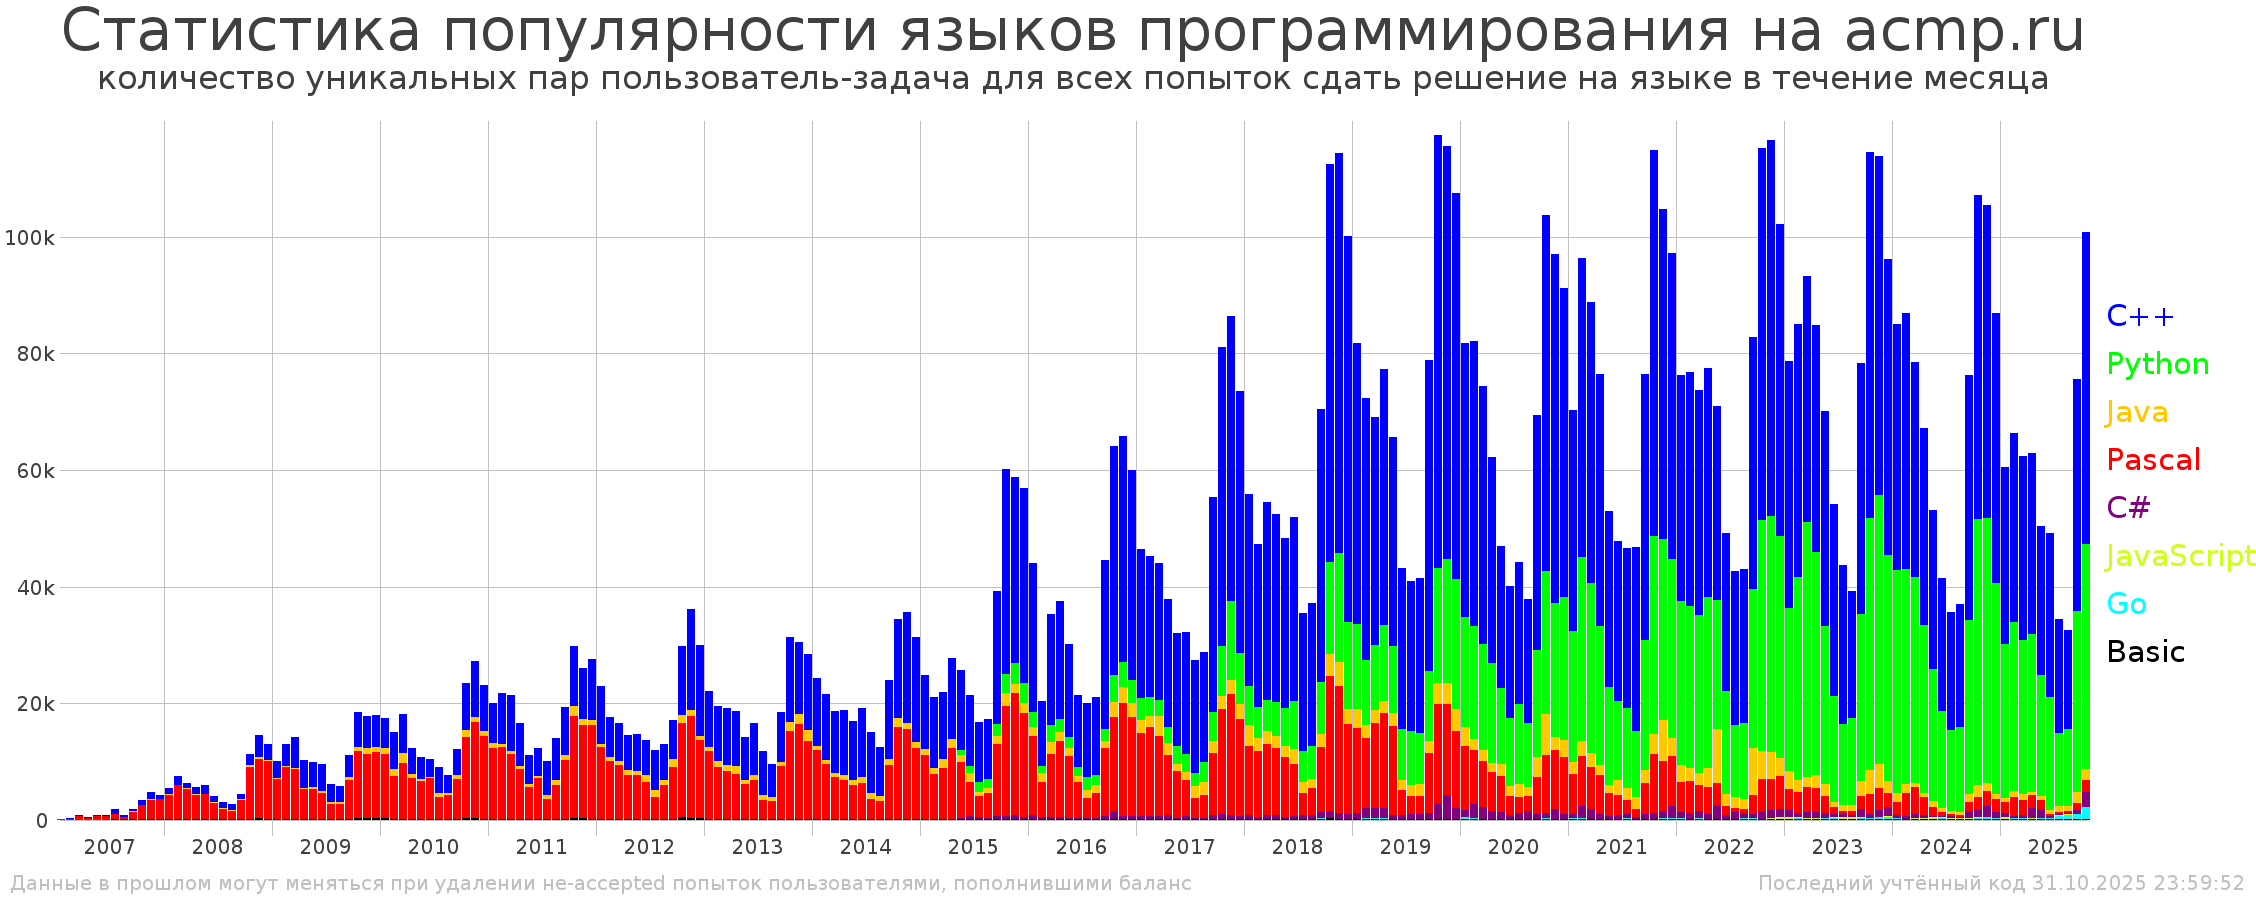 Статистика популярности языков программирования на acmp.ru
количество уникальных пар пользователь-задача для всех попыток сдать решение на языке в течение месяца
100k
80k
60k
40k
20k
0
C++
Python
Java
Pascal
C#
JavaScript
Go
Basic
2007 2008 2009 2010 2011 2012 2013 2014 2015 2016 2017 2018 2019 2020 2021 2022 2023 2024 2025
Данные в прошлом могут меняться при удалении не-accepted попыток пользователями, пополнившими баланс
Последний учтённый код 31.10.2025 23:59:52